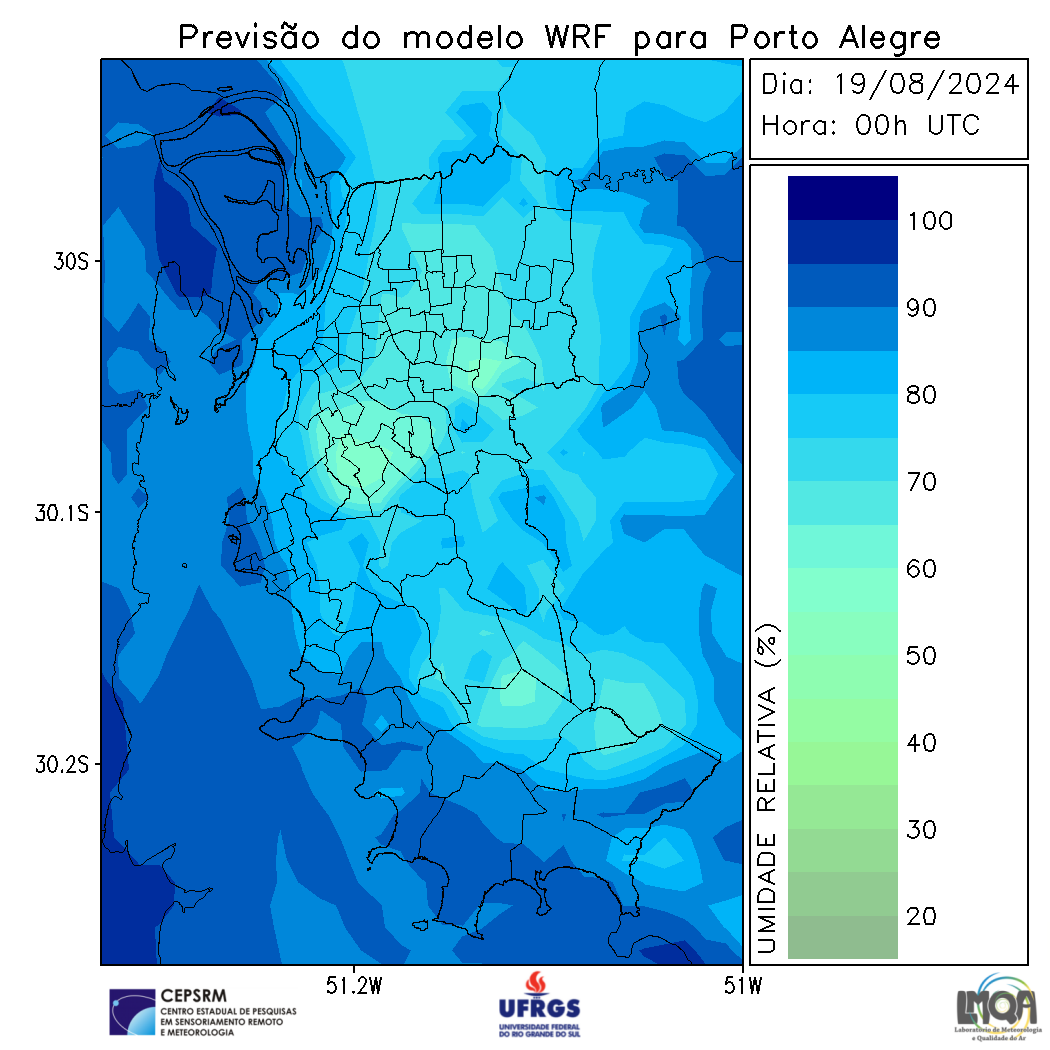 Previsão do modelo WRF para Porto Alegre
Dia: 19/08/2024
Hora: 00h UTC
30S
30.1S
30.2S
51.2W
51W
UMIDADE RELATIVA (%)
100
90
80
70
60
50
40
30
20
CEPSRM
CENTRO ESTADUAL DE PESQUISAS
EM SENSORIAMENTO REMOTO
E METEOROLOGIA
UFRGS
UNIVERSIDADE FEDERAL
DO RIO GRANDE DO SUL
LMQA
Laboratório de Meteorologia
e Qualidade do Ar